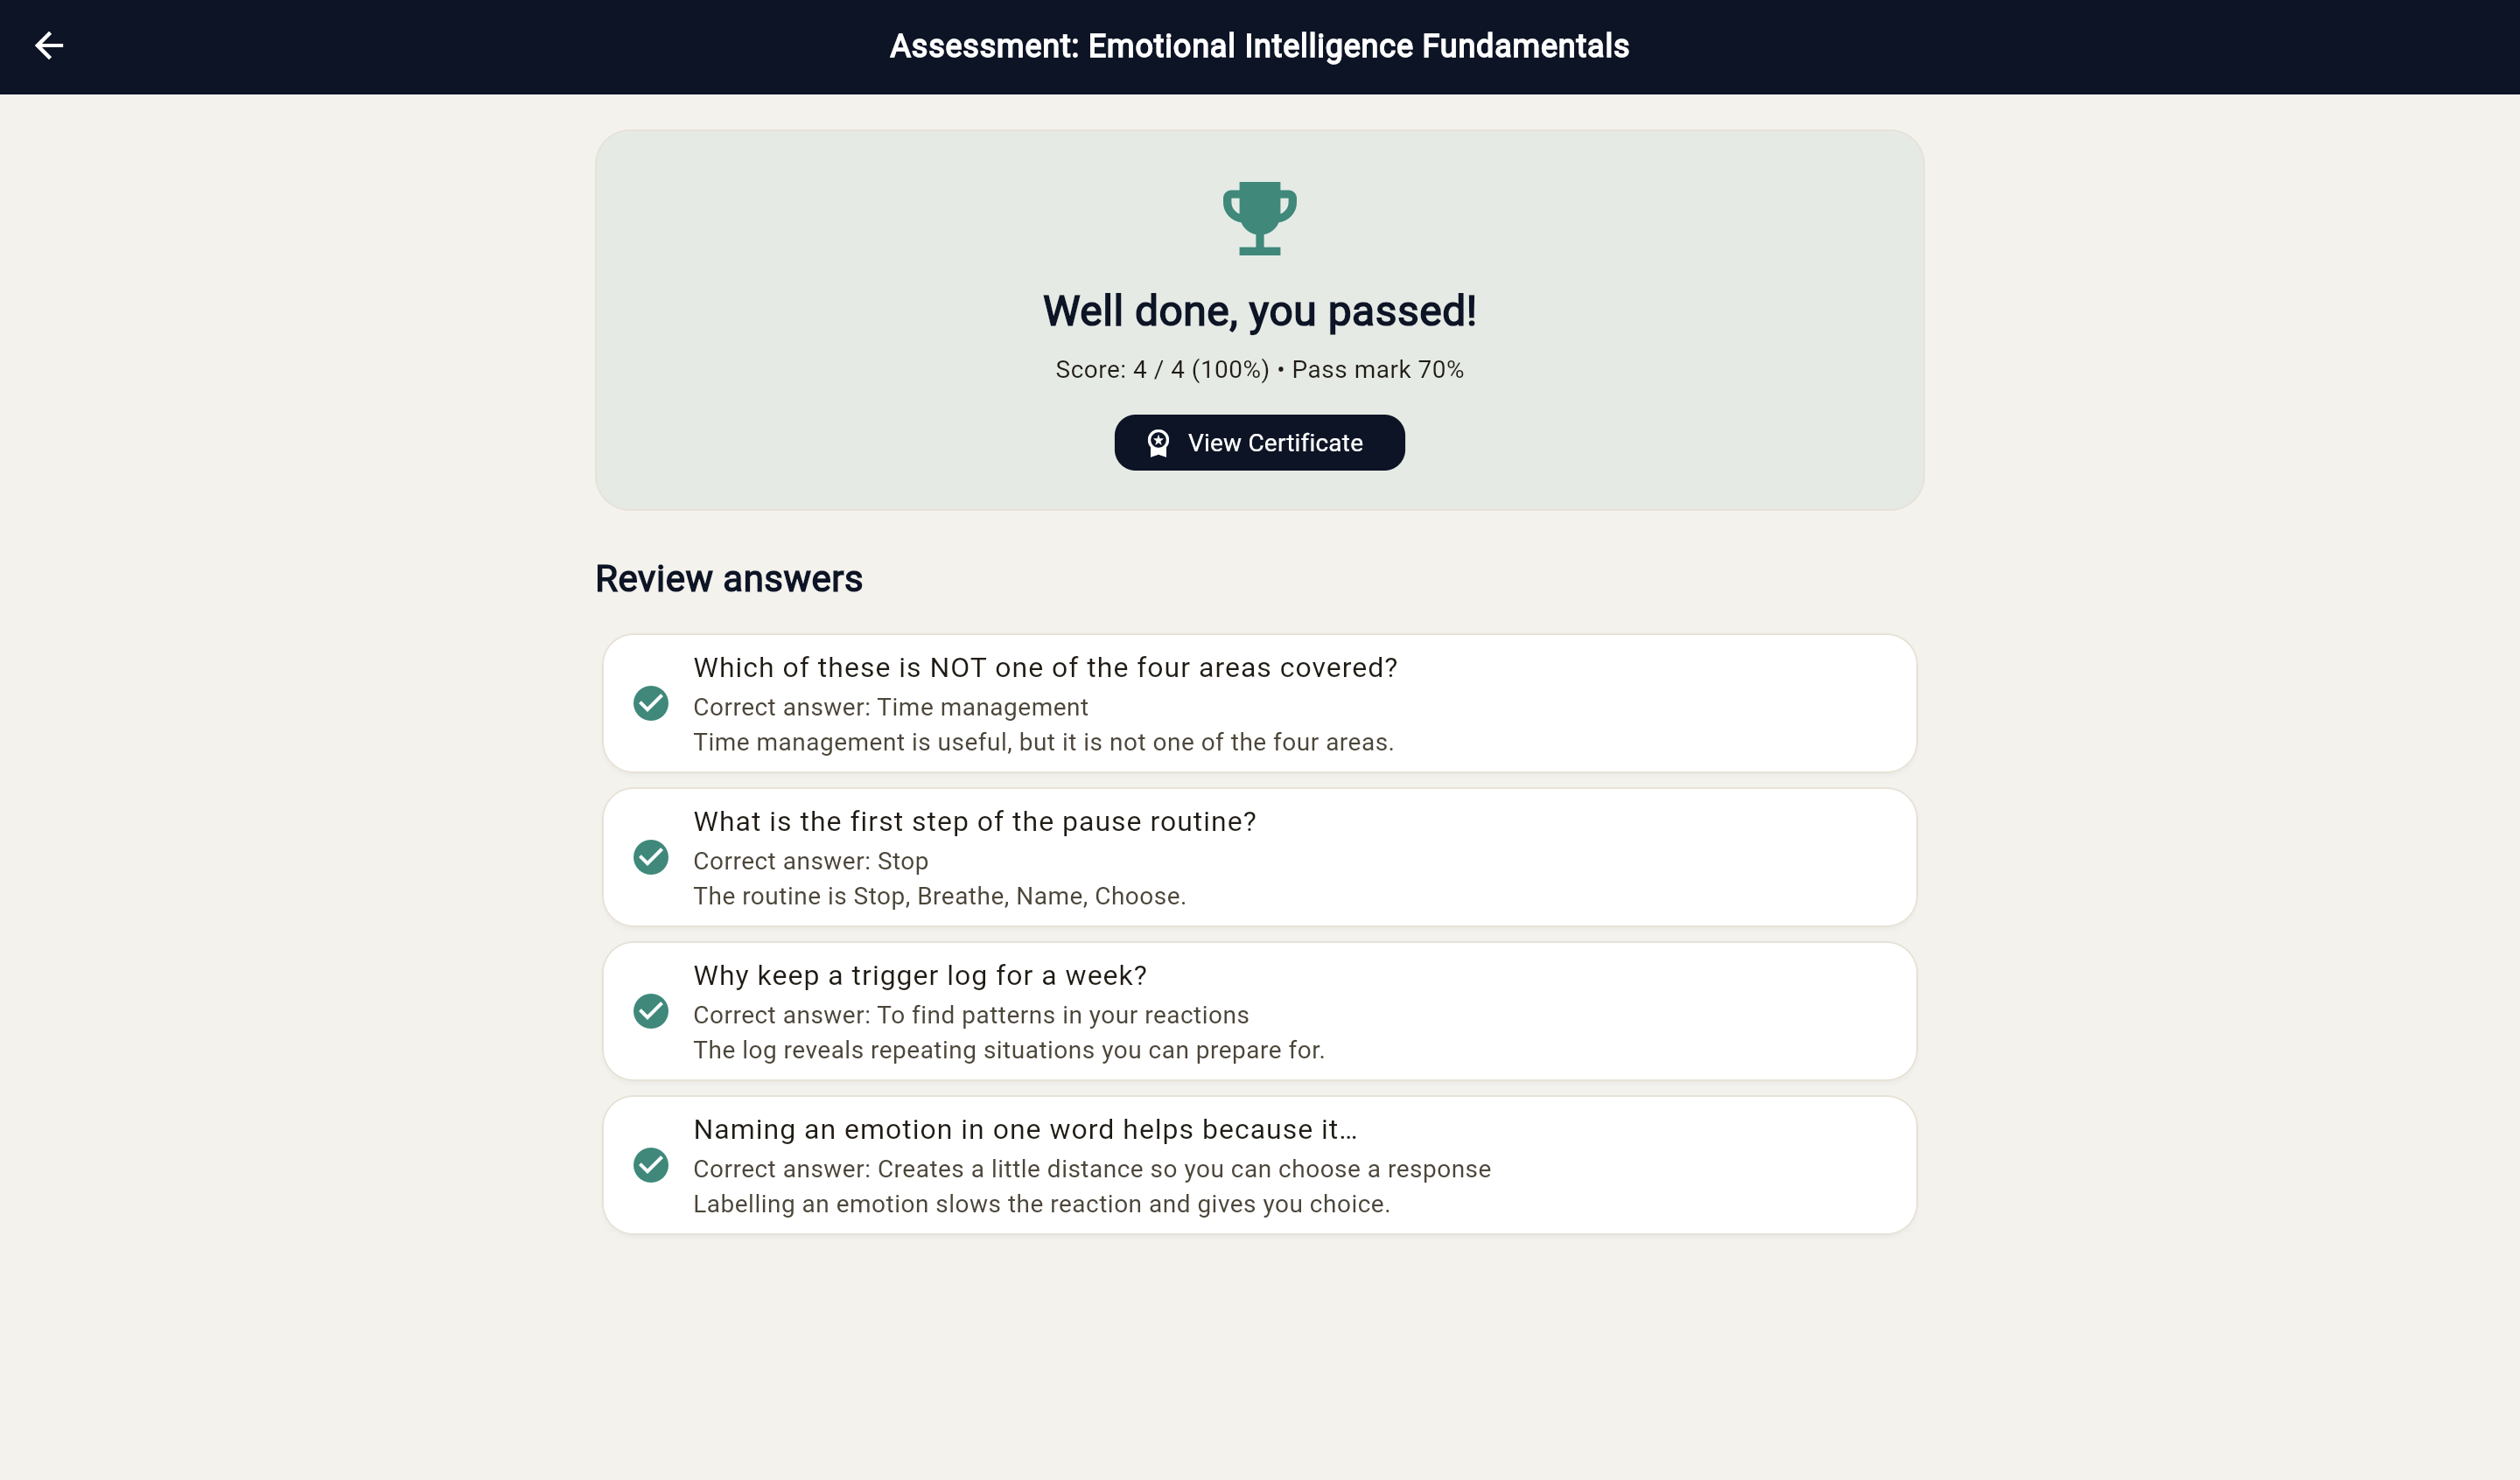 Assessment: Emotional Intelligence Fundamentals
Well done, you passed!
Score: 4 / 4 (100%) • Pass mark 70%
View Certificate
Review answers
Which of these is NOT one of the four areas covered?
Correct answer: Time management
Time management is useful, but it is not one of the four areas.
What is the first step of the pause routine?
Correct answer: Stop
The routine is Stop, Breathe, Name, Choose.
Why keep a trigger log for a week?
Correct answer: To find patterns in your reactions
The log reveals repeating situations you can prepare for.
Naming an emotion in one word helps because it…
Correct answer: Creates a little distance so you can choose a response
Labelling an emotion slows the reaction and gives you choice.